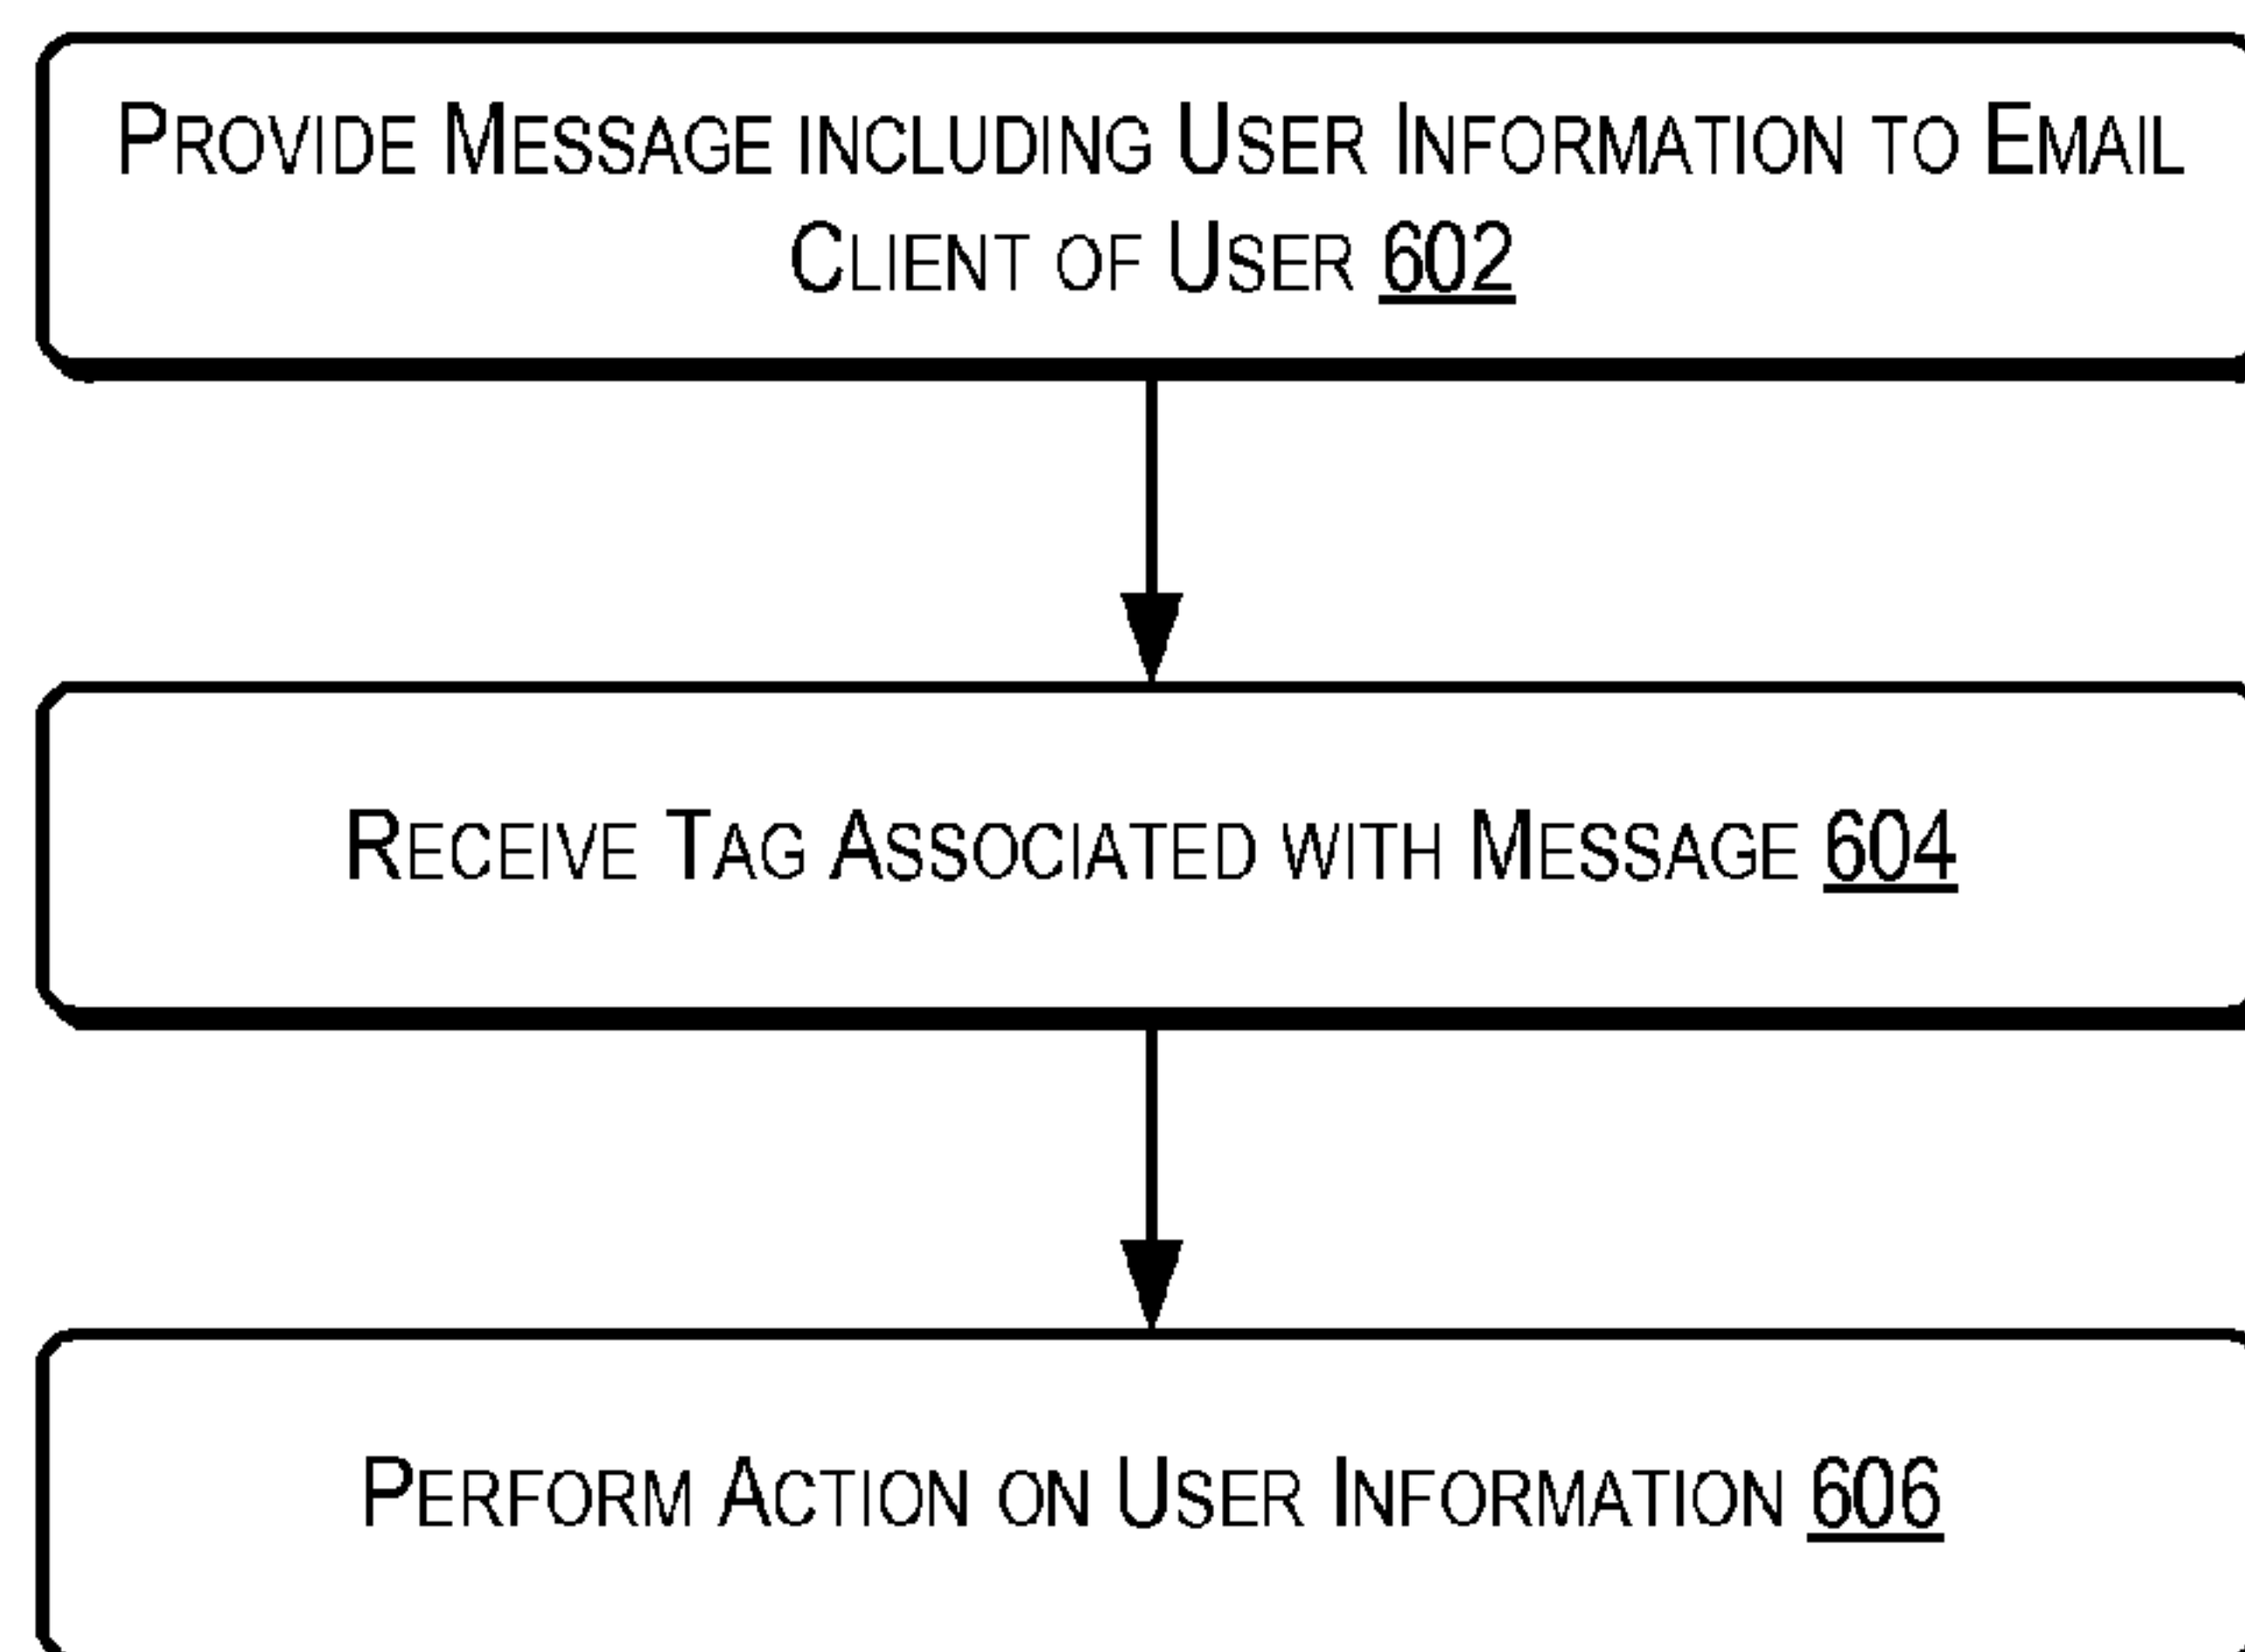 PROVIDE MESSAGE INCLUDING USER INFORMATION TO EMAIL
CLIENT OF USER 602
RECEIVE TAG ASSOCIATED WITH MESSAGE 604
PERFORM ACTION ON USER INFORMATION 606